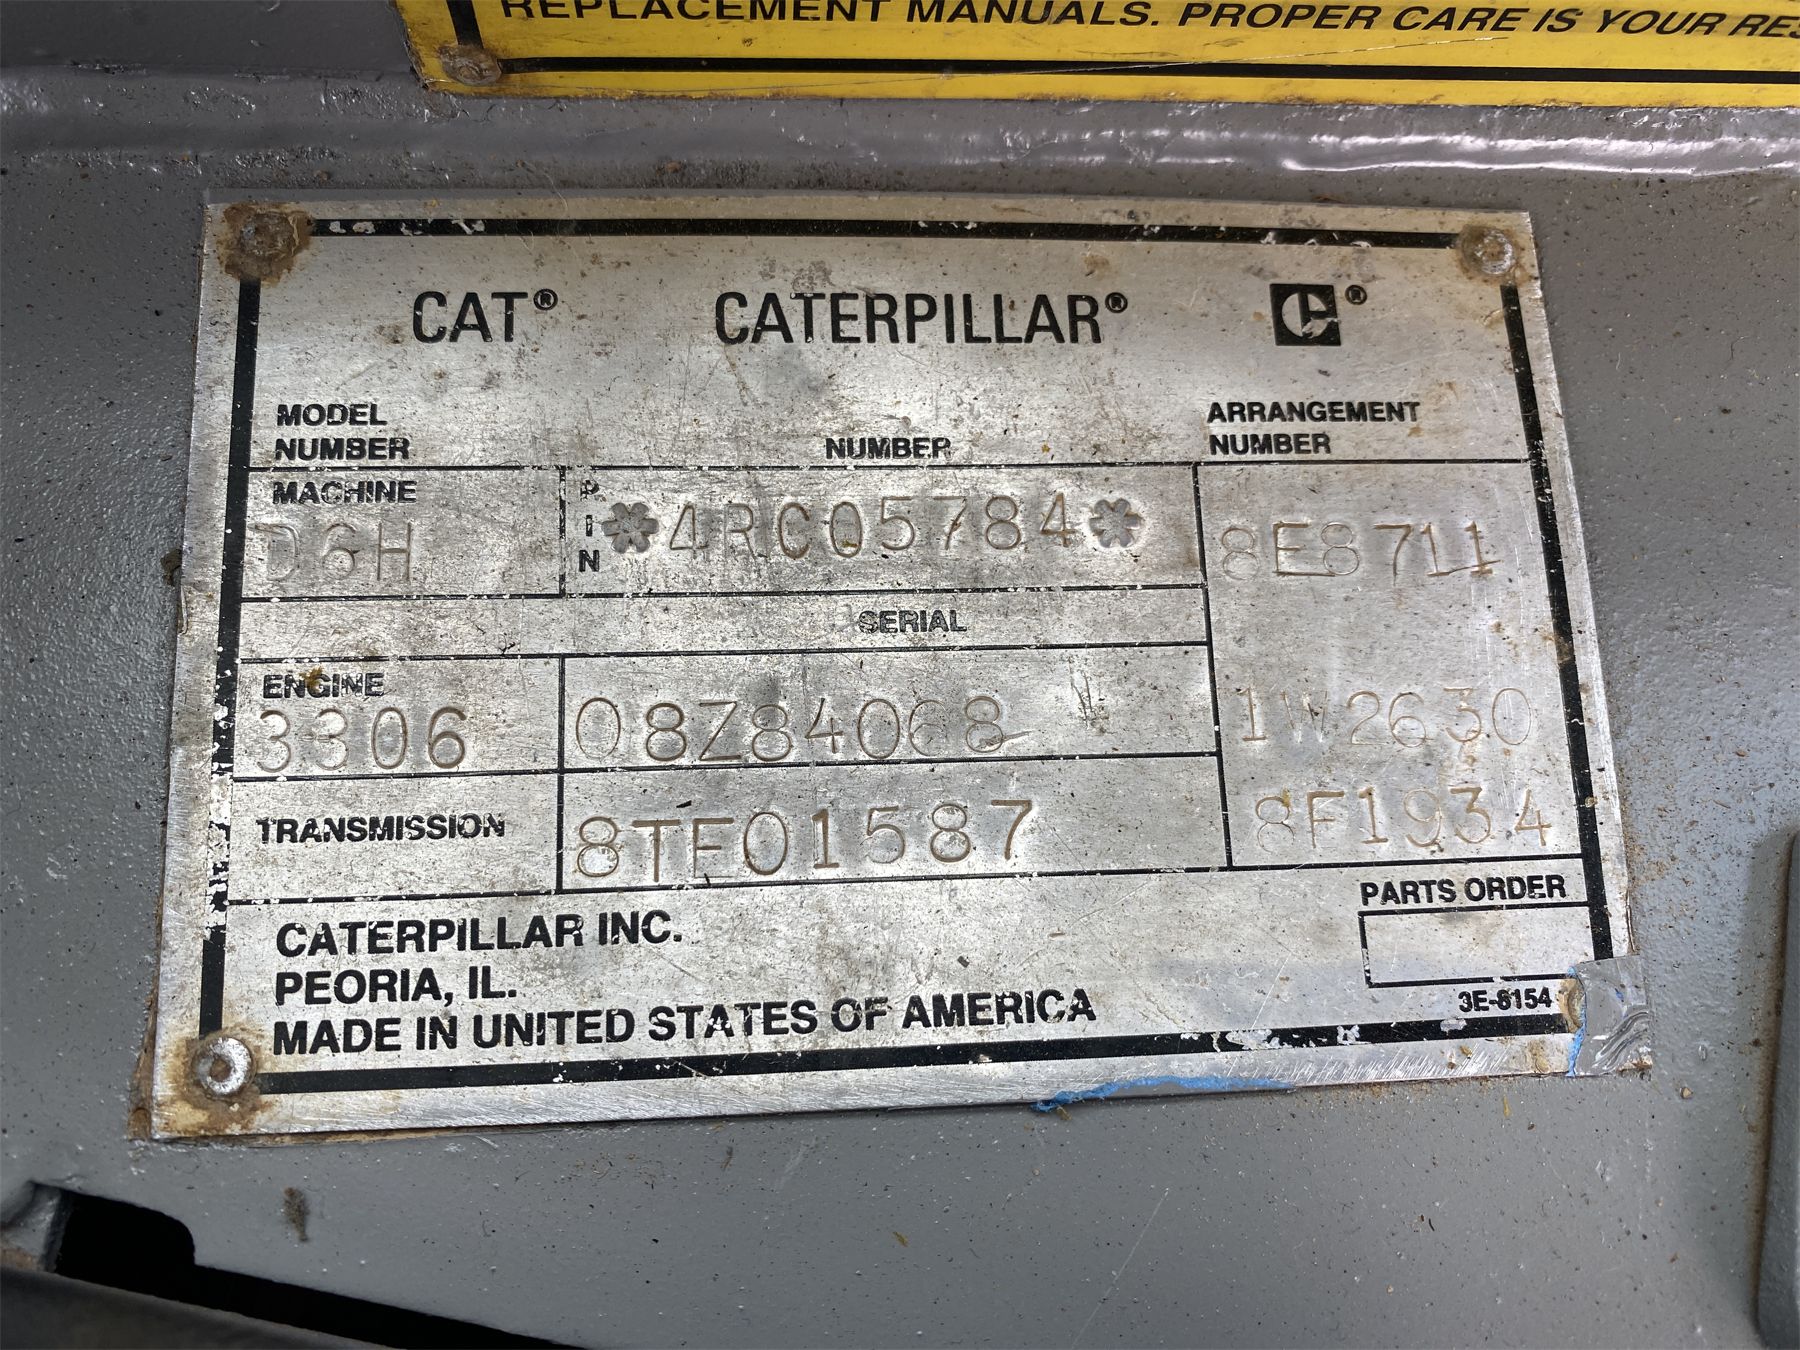 REPLACEMENT MANUALS. PROPER CARE IS YOUR
CAT® CATERPILLAR® C®
MODEL NUMBER
NUMBER
ARRANGEMENT NUMBER
MACHINE
D6H
PIN
*4RC05784*
8E8711
SERIAL
ENGINE
3306
08Z84068
1W2630
TRANSMISSION
8TF01587
8F1934
CATERPILLAR INC.
PEORIA, IL.
MADE IN UNITED STATES OF AMERICA
PARTS ORDER
3E-8154